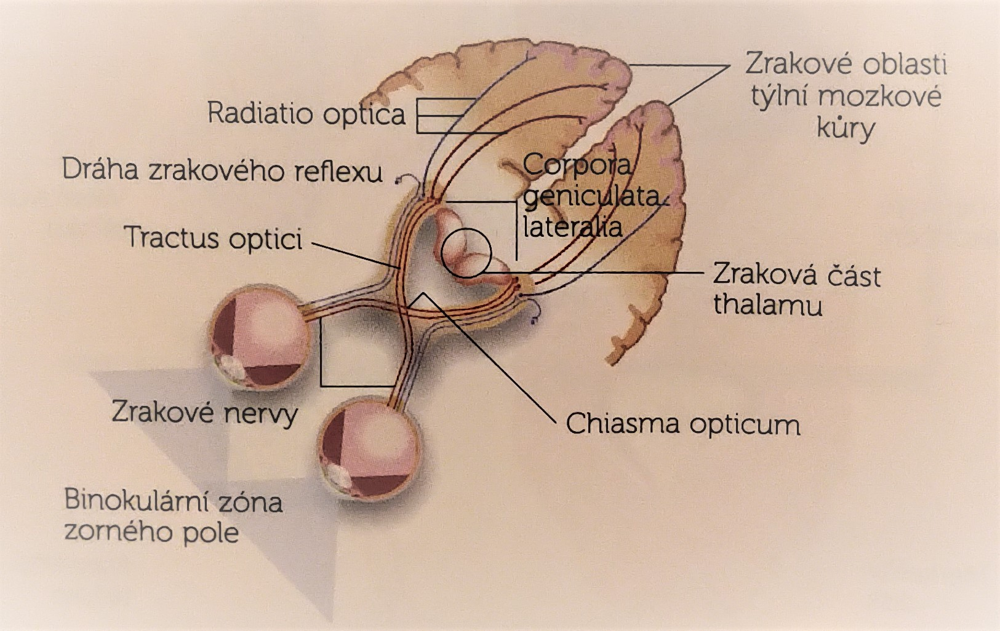 Zrakové oblasti
týlní mozkové
kůry
Radiatio optica
Dráha zrakového reflexu
Corpora
geniculata
lateralia
Tractus optici
Zraková část
thalamu
Zrakové nervy
Chiasma opticum
Binokulární zóna
zorného pole